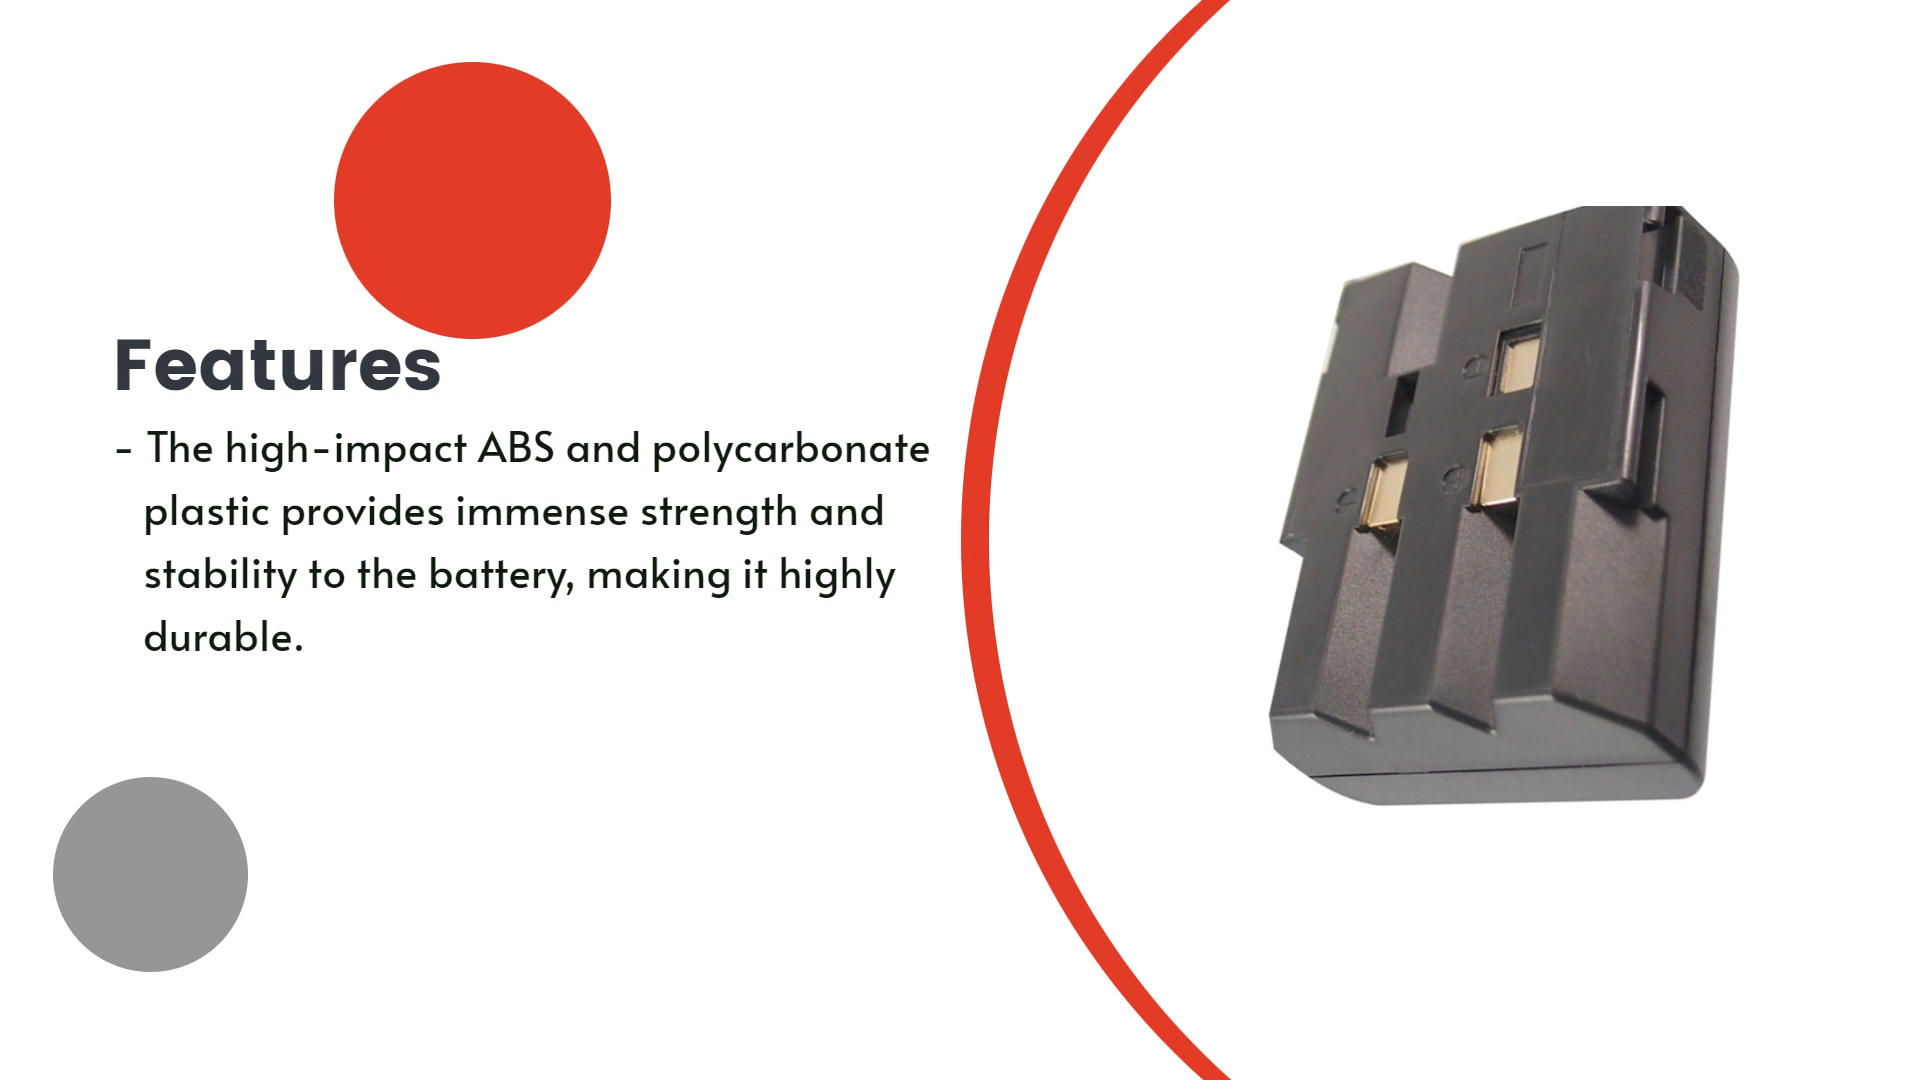 Features
- The high-impact ABS and polycarbonate
plastic provides immense strength and
stability to the battery, making it highly
durable.